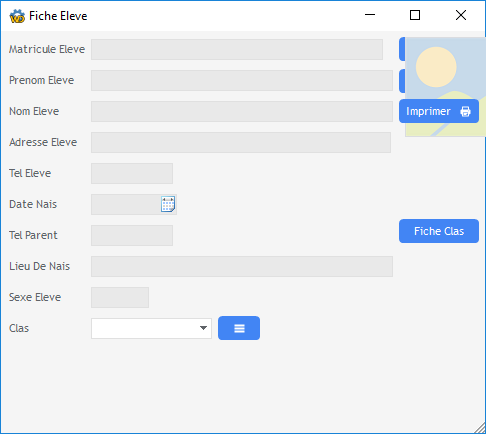 Fiche Eleve
Matricule Eleve
Prenom Eleve
Nom Eleve
Imprimer
Adresse Eleve
Tel Eleve
Date Nais
Tel Parent
Fiche Clas
Lieu De Nais
Sexe Eleve
Clas